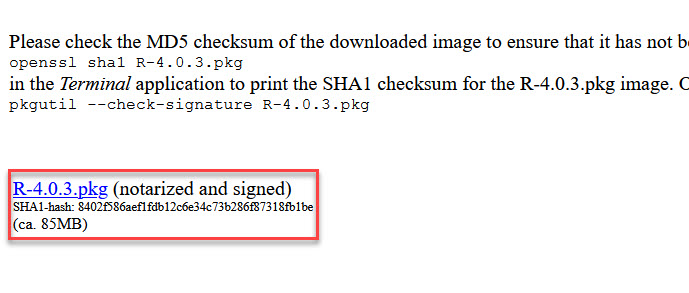 Please check the MD5 checksum of the downloaded image to ensure that it has not b
openssl sha1 R-4.0.3.pkg
in the Terminal application to print the SHA1 checksum for the R-4.0.3.pkg image.
pkgutil --check-signature R-4.0.3.pkg
R-4.0.3.pkg (notarized and signed)
SHA1-hash: 8402f586aef1fdb12c6e34c73b286f87318fb1be
(ca. 85MB)